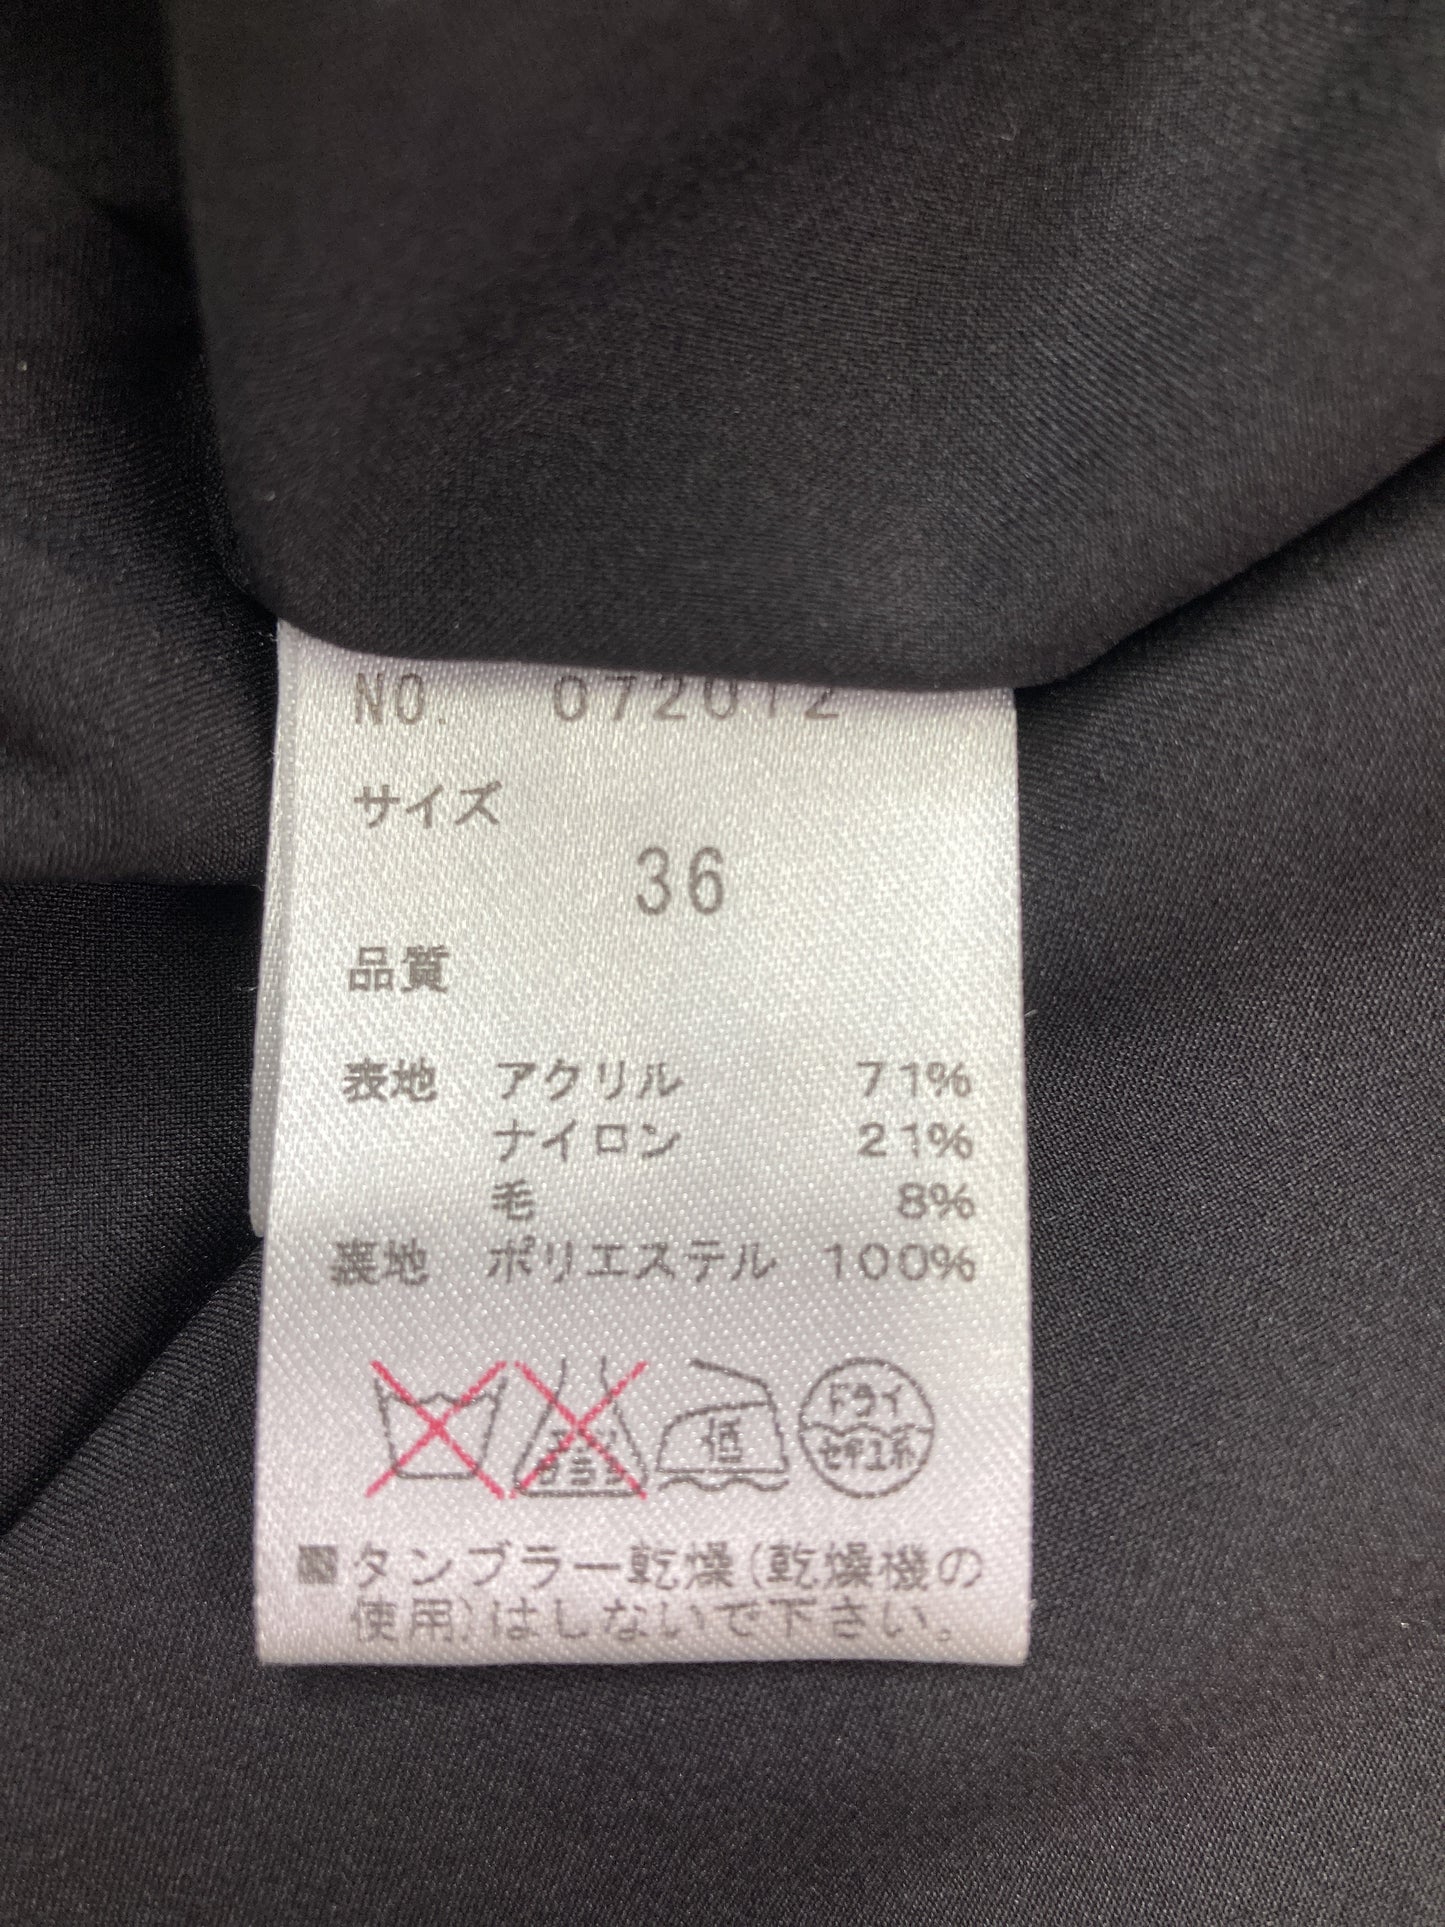 NO. 072012
サイズ
36
品質
表地 アクリル 71%
ナイロン 21%
毛 8%
裏地 ポリエステル 100%
低
ドライ
セキユ系
■タンブラー乾燥(乾燥機の
使用)はしないで下さい。